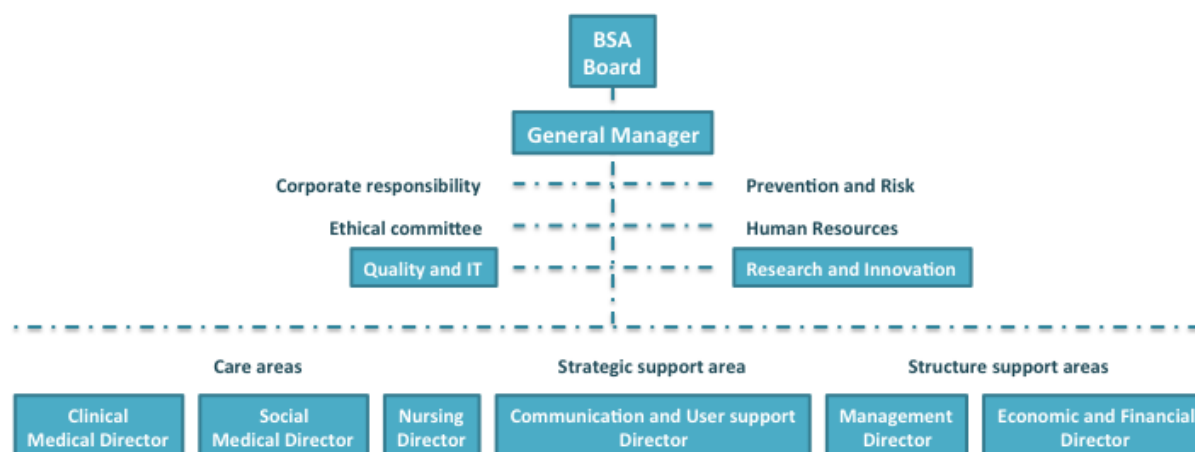 BSA
Board
General Manager
Corporate responsibility
Prevention and Risk
Ethical committee
Human Resources
Quality and IT
Research and Innovation
Care areas
Strategic support area
Structure support areas
Clinical
Medical Director
Social
Medical Director
Nursing
Director
Communication and User support
Director
Management
Director
Economic and Financial
Director